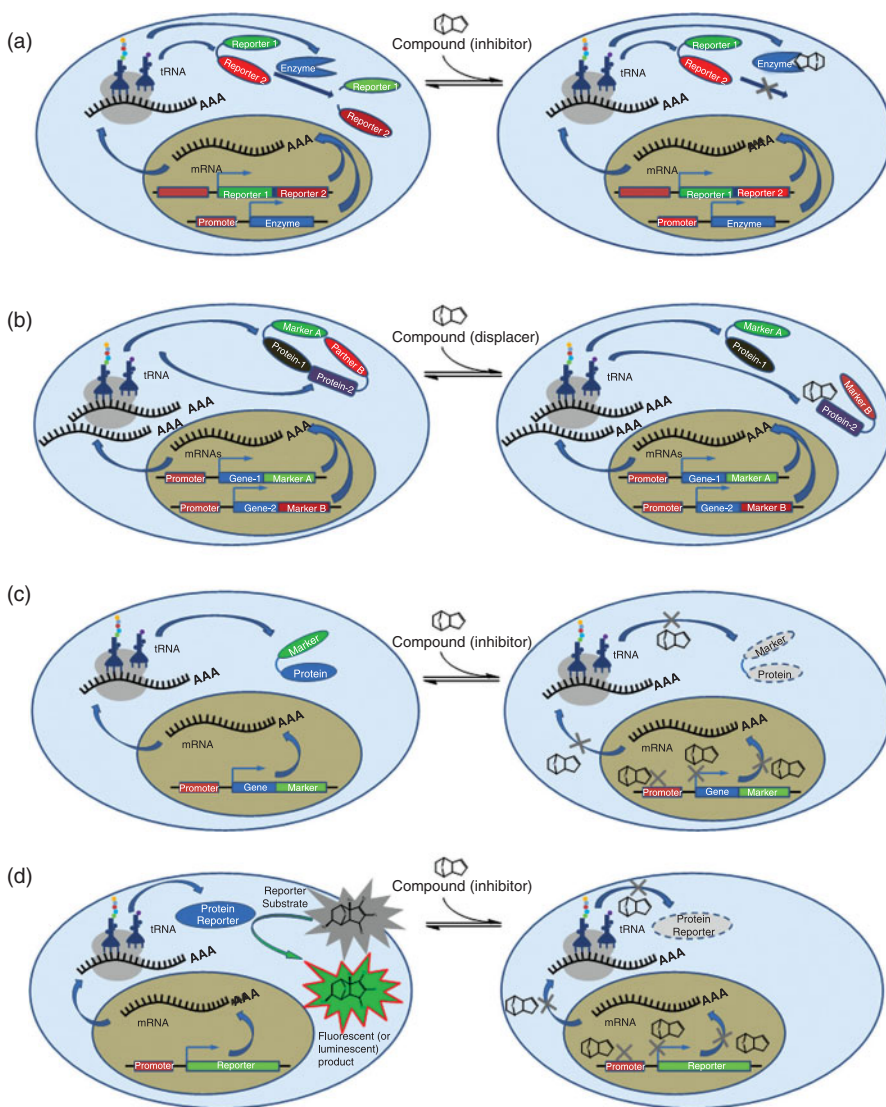 (a)
tRNA
Reporter 1
Reporter 2
Enzyme
Reporter 1
Reporter 2
AAA
AAA
mRNA
Reporter 1
Reporter 2
Promoter
Enzyme
Compound (inhibitor)
tRNA
Reporter 1
Reporter 2
Enzyme
AAA
AAA
mRNA
Reporter 1
Reporter 2
Promoter
Enzyme
(b)
tRNA
Marker A
Protein-1
Partner B
Protein-2
AAA
AAA
AAA
mRNAs
Promoter
Gene-1
Marker A
Promoter
Gene-2
Marker B
Compound (displacer)
tRNA
Marker A
Protein-1
Marker B
Protein-2
AAA
AAA
AAA
mRNAs
Promoter
Gene-1
Marker A
Promoter
Gene-2
Marker B
(c)
tRNA
Marker
Protein
AAA
AAA
mRNA
Promoter
Gene
Marker
Compound (inhibitor)
tRNA
Marker
Protein
AAA
AAA
mRNA
Promoter
Gene
Marker
(d)
tRNA
Protein
Reporter
Reporter
Substrate
AAA
AAA
mRNA
Promoter
Reporter
Fluorescent (or
luminescent)
product
Compound (inhibitor)
tRNA
Protein
Reporter
AAA
AAA
mRNA
Promoter
Reporter